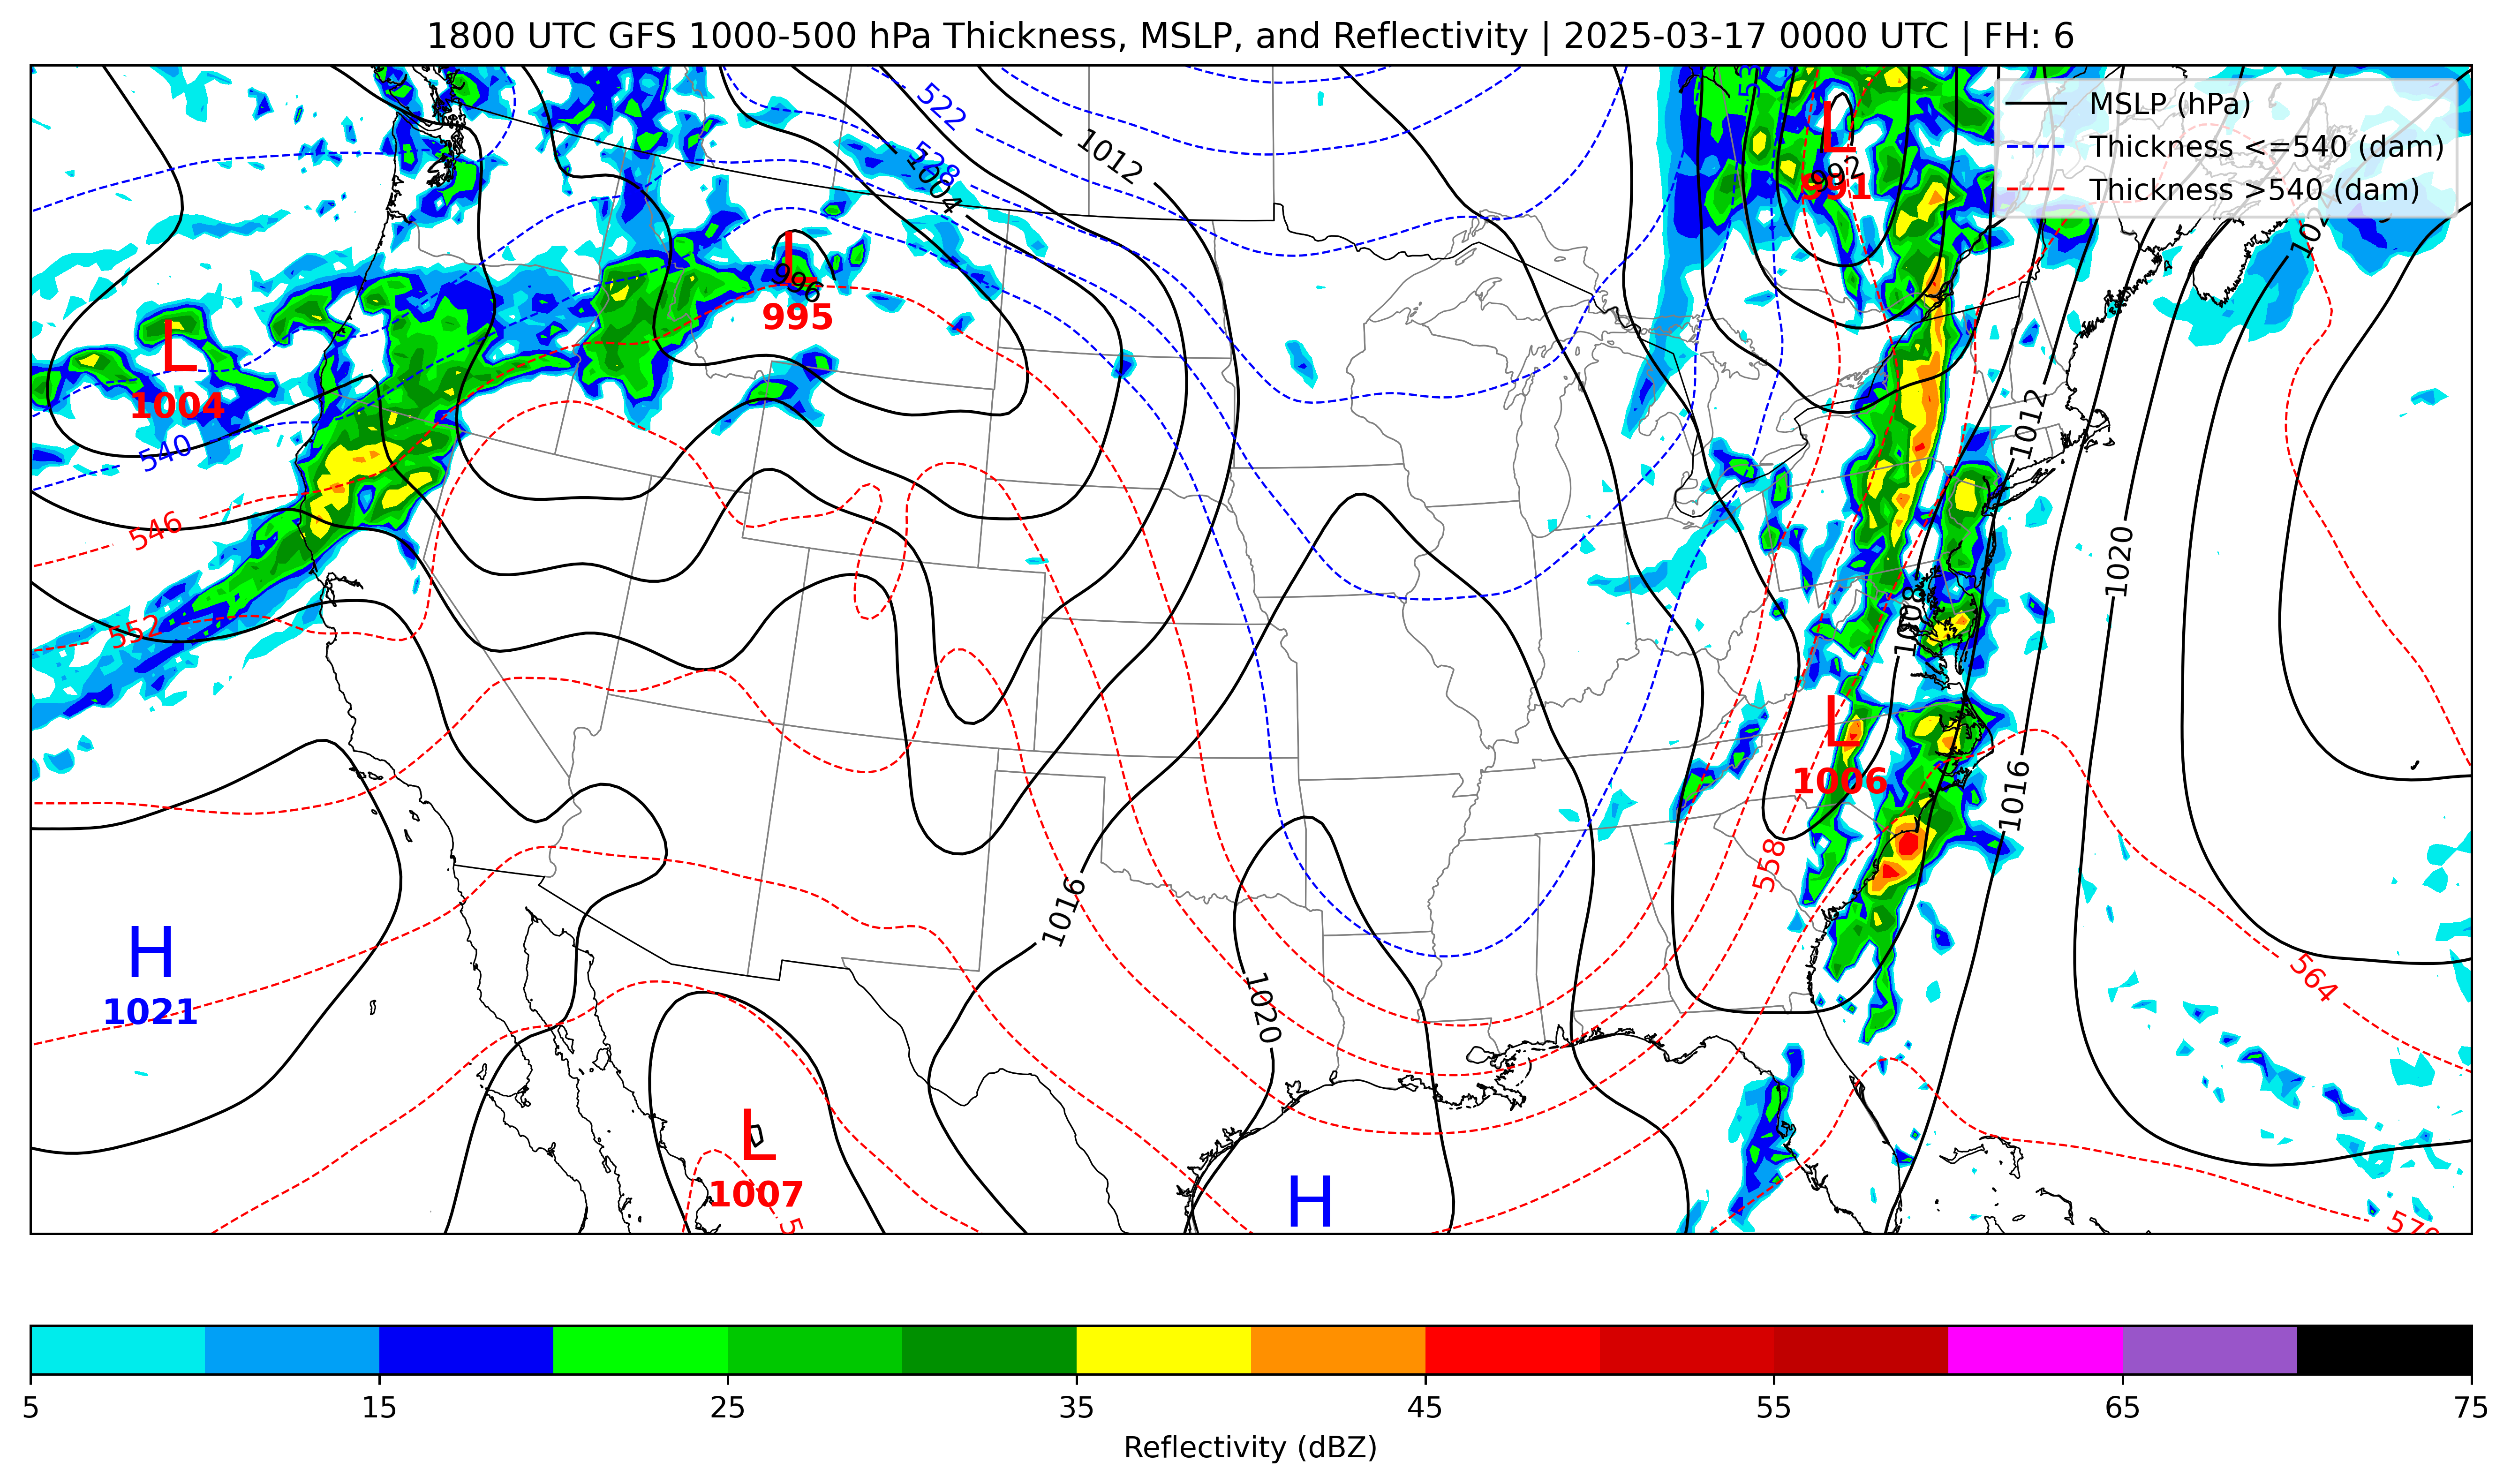 1800 UTC GFS 1000-500 hPa Thickness, MSLP, and Reflectivity | 2025-03-17 0000 UTC | FH: 6
MSLP (hPa)
Thickness <=540 (dam)
Thickness >540 (dam)
522
528
1004
1012
L
992
991
L
996
995
L
1004
540
546
552
1012
1020
1008
L
1006
1016
558
1016
H
1021
1020
564
L
1007
H
5 15 25 35 45 55 65 75
Reflectivity (dBZ)